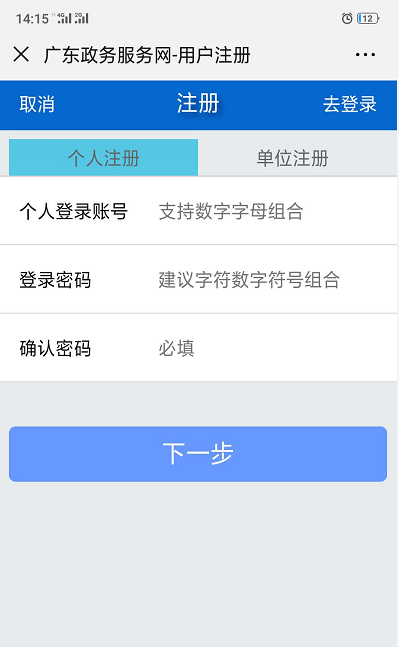 14:15 4G 2G 12
广东政务服务网-用户注册
取消 注册 去登录
个人注册 单位注册
个人登录账号 支持数字字母组合
登录密码 建议字符数字符号组合
确认密码 必填
下一步